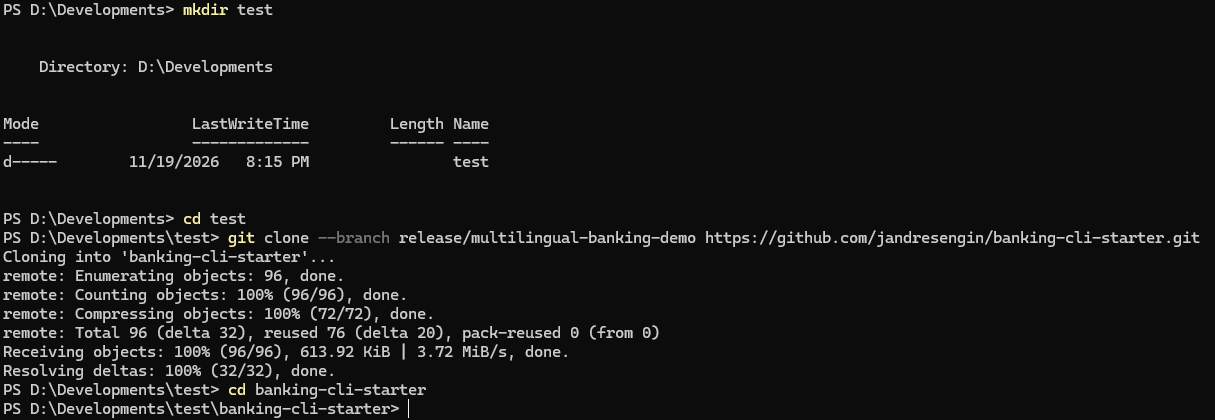 PS D:\Developments> mkdir test
Directory: D:\Developments
Mode LastWriteTime Length Name
---- ------------- ------ ----
d----- 11/19/2026 8:15 PM test
PS D:\Developments> cd test
PS D:\Developments\test> git clone --branch release/multilingual-banking-demo https://github.com/jandresengin/banking-cli-starter.git
Cloning into 'banking-cli-starter'...
remote: Enumerating objects: 96, done.
remote: Counting objects: 100% (96/96), done.
remote: Compressing objects: 100% (72/72), done.
remote: Total 96 (delta 32), reused 76 (delta 20), pack-reused 0 (from 0)
Receiving objects: 100% (96/96), 613.92 KiB | 3.72 MiB/s, done.
Resolving deltas: 100% (32/32), done.
PS D:\Developments\test> cd banking-cli-starter
PS D:\Developments\test\banking-cli-starter>